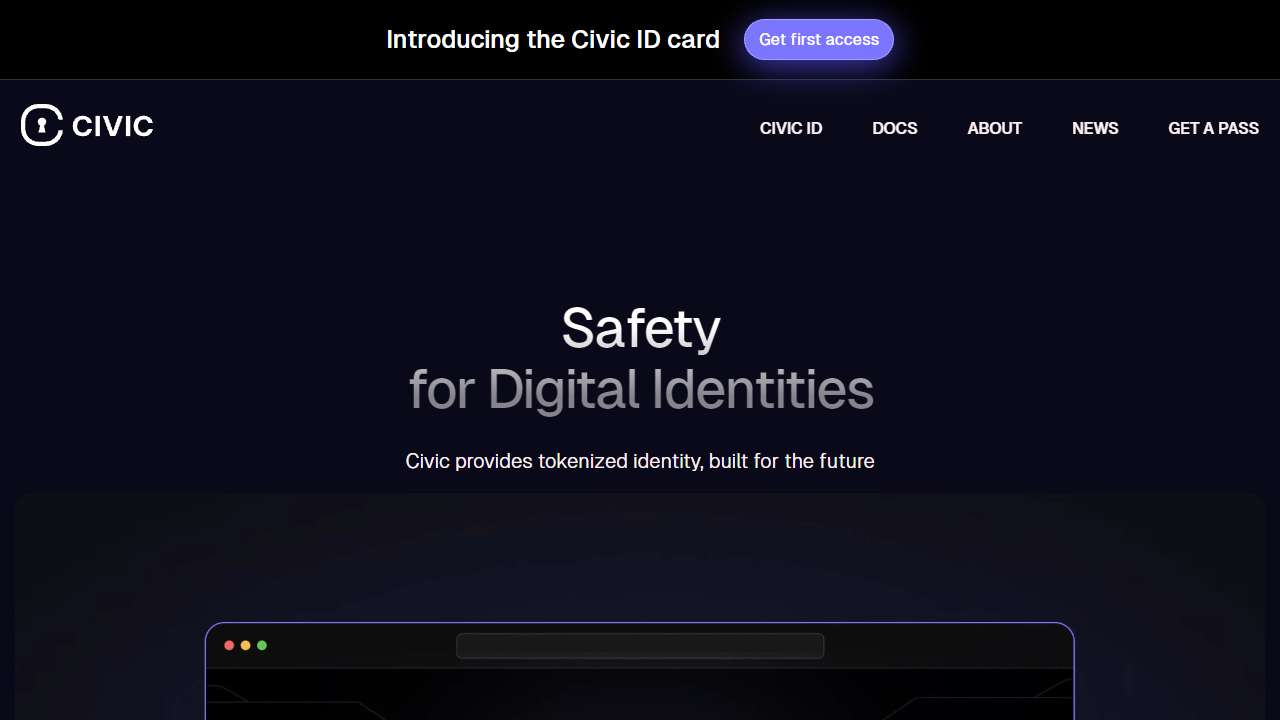 Introducing the Civic ID card
Get first access
CIVIC
CIVIC ID
DOCS
ABOUT
NEWS
GET A PASS
Safety
for Digital Identities
Civic provides tokenized identity, built for the future